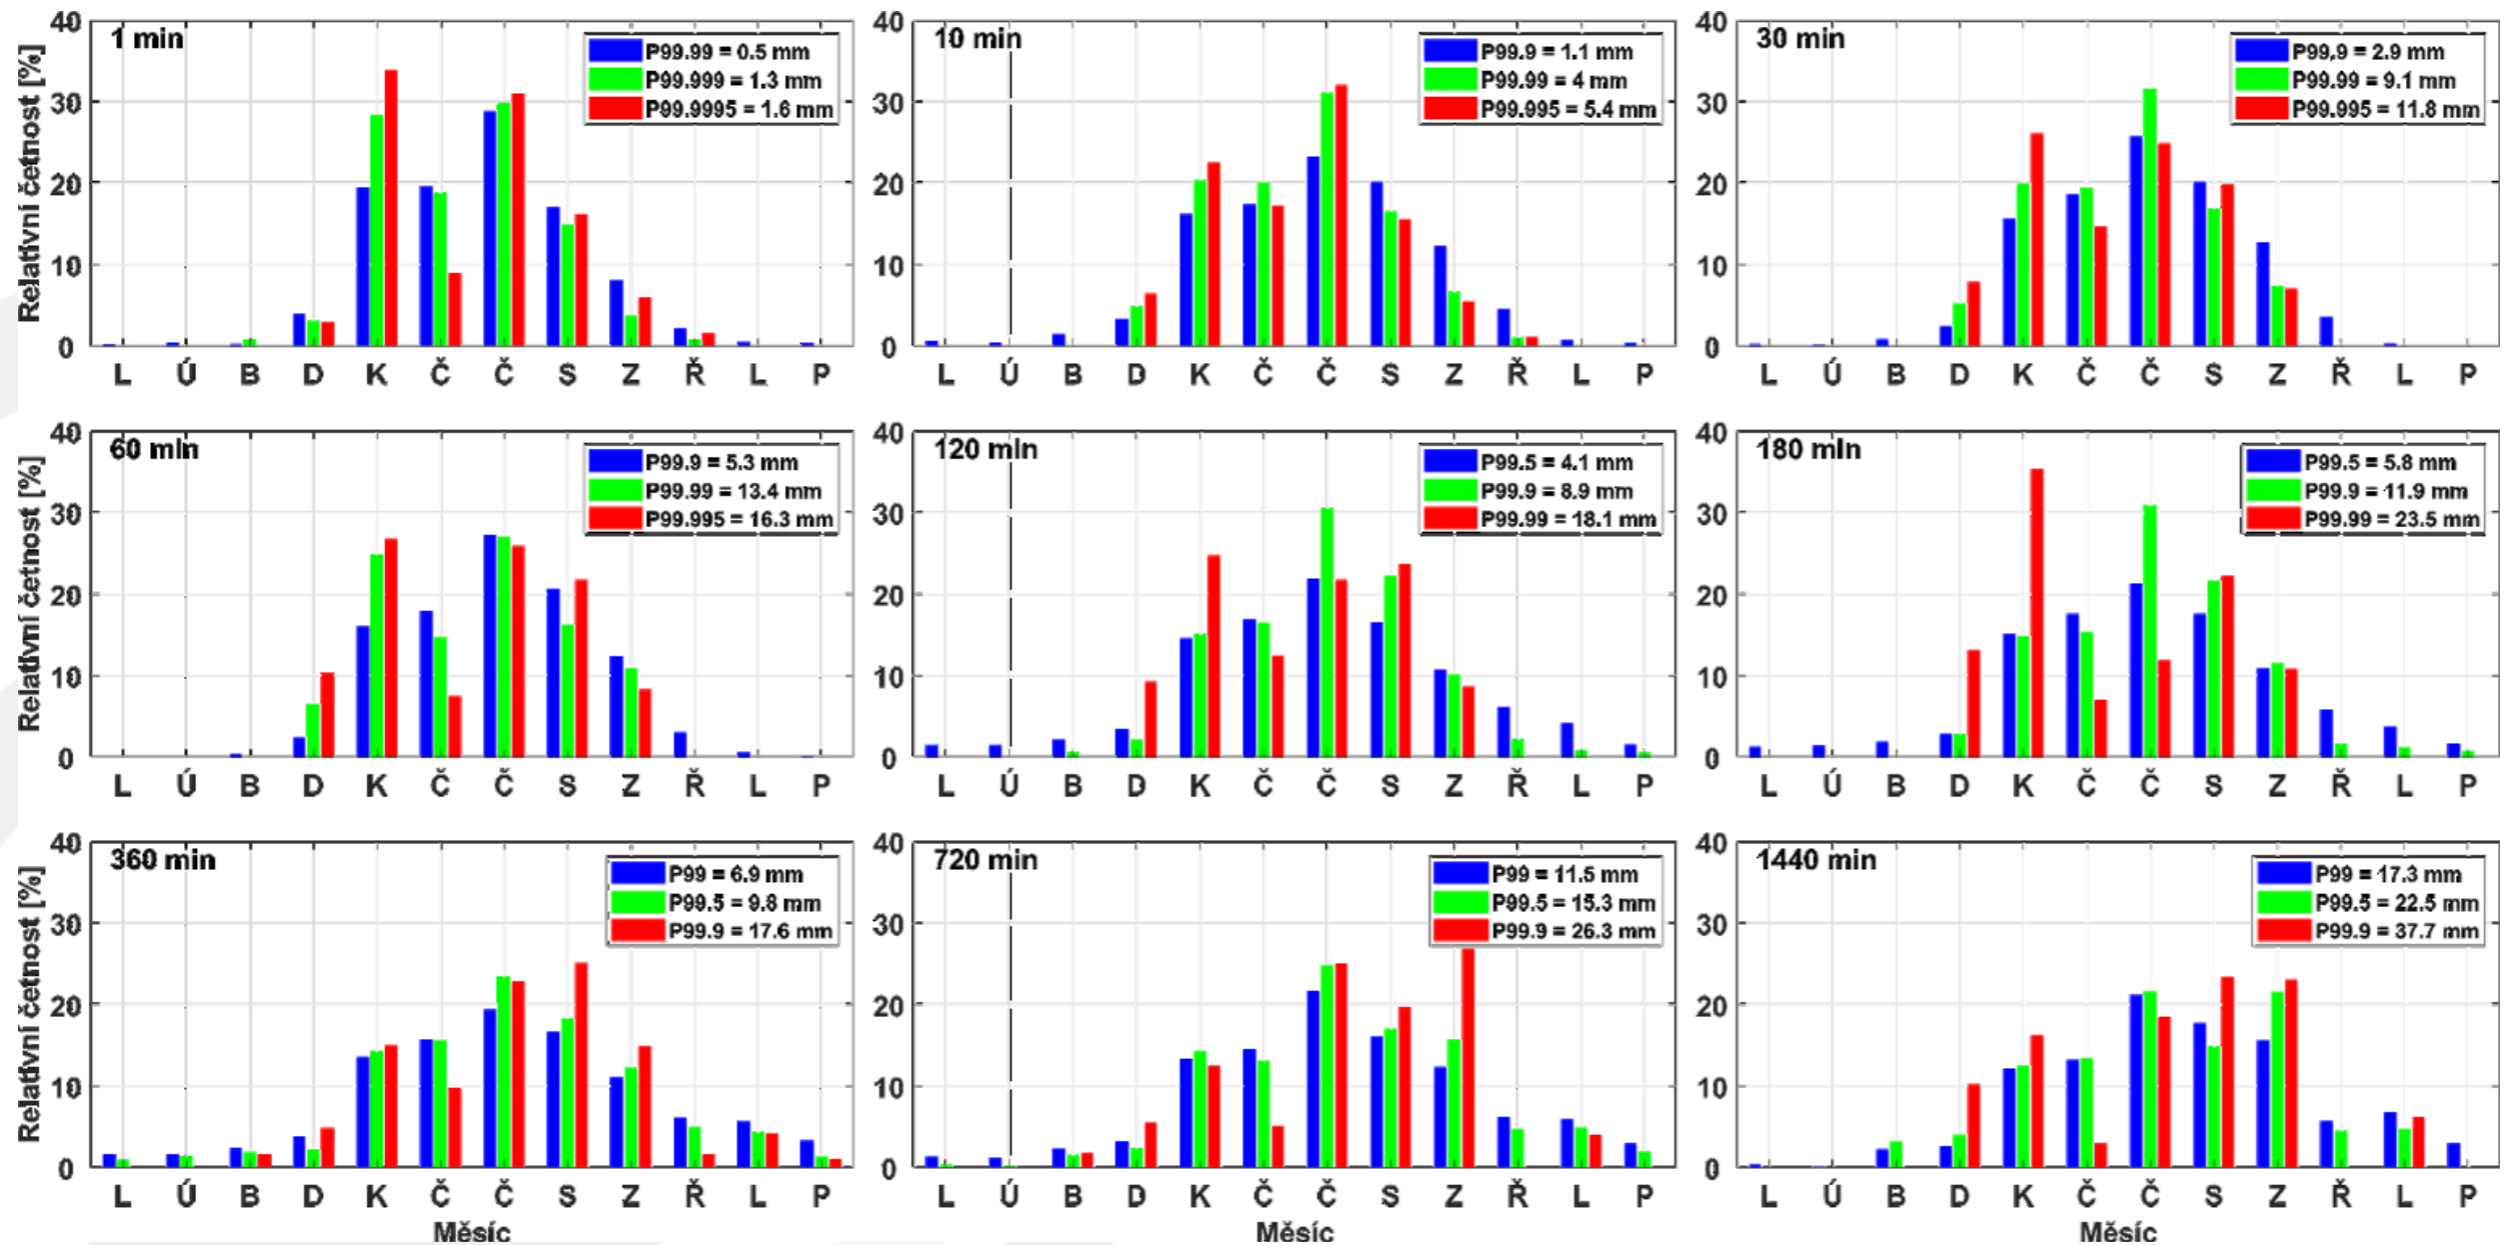 1 min
P99.99 = 0.5 mm
P99.999 = 1.3 mm
P99.9995 = 1.6 mm
Relativní četnost [%]
40
30
20
10
0
L Ú B D K Č Č S Z Ř L P
10 min
P99.9 = 1.1 mm
P99.99 = 4 mm
P99.995 = 5.4 mm
40
30
20
10
0
L Ú B D K Č Č S Z Ř L P
30 min
P99.9 = 2.9 mm
P99.99 = 9.1 mm
P99.995 = 11.8 mm
40
30
20
10
0
L Ú B D K Č Č S Z Ř L P
60 min
P99.9 = 5.3 mm
P99.99 = 13.4 mm
P99.995 = 16.3 mm
Relativní četnost [%]
40
30
20
10
0
L Ú B D K Č Č S Z Ř L P
120 min
P99.5 = 4.1 mm
P99.9 = 8.9 mm
P99.99 = 18.1 mm
40
30
20
10
0
L Ú B D K Č Č S Z Ř L P
180 min
P99.5 = 5.8 mm
P99.9 = 11.9 mm
P99.99 = 23.5 mm
40
30
20
10
0
L Ú B D K Č Č S Z Ř L P
360 min
P99 = 6.9 mm
P99.5 = 9.8 mm
P99.9 = 17.6 mm
Relativní četnost [%]
40
30
20
10
0
L Ú B D K Č Č S Z Ř L P
Měsíc
720 min
P99 = 11.5 mm
P99.5 = 15.3 mm
P99.9 = 26.3 mm
40
30
20
10
0
L Ú B D K Č Č S Z Ř L P
Měsíc
1440 min
P99 = 17.3 mm
P99.5 = 22.5 mm
P99.9 = 37.7 mm
40
30
20
10
0
L Ú B D K Č Č S Z Ř L P
Měsíc